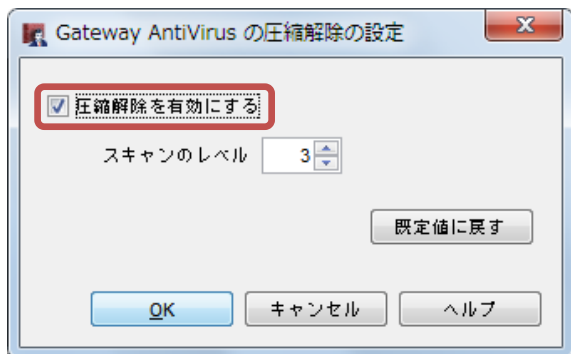 Gateway AntiVirus の圧縮解除の設定
圧縮解除を有効にする
スキャンのレベル 3
既定値に戻す
OK キャンセル ヘルプ